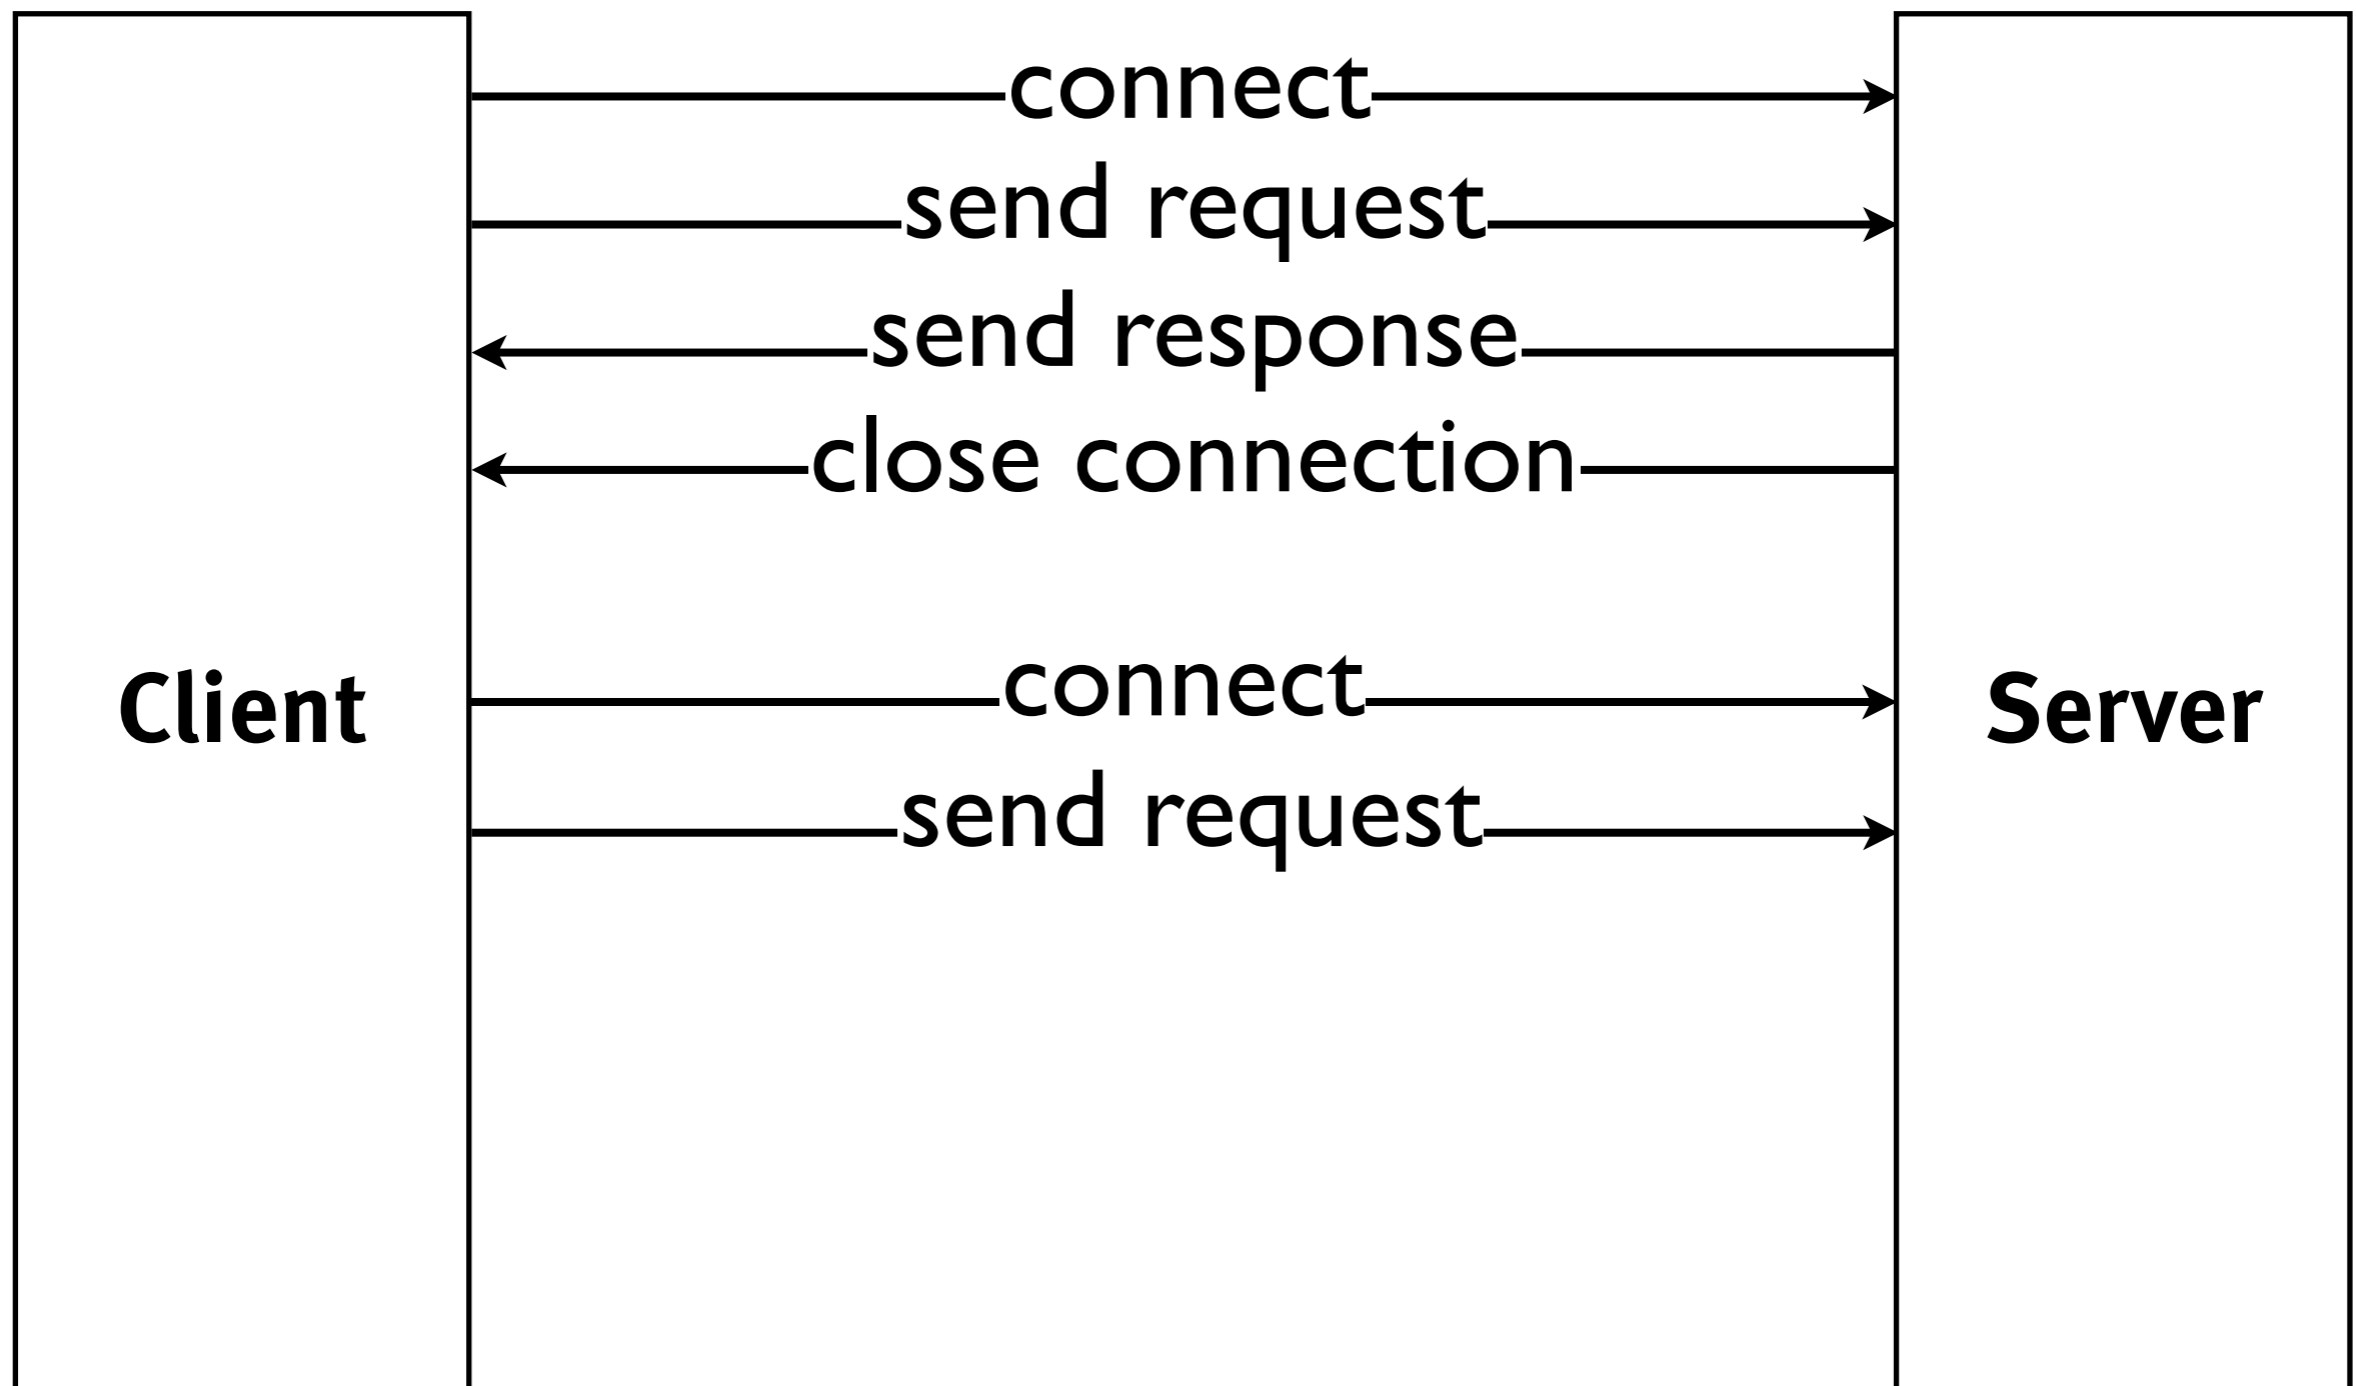 connect
send request
send response
close connection
Client
connect
Server
send request